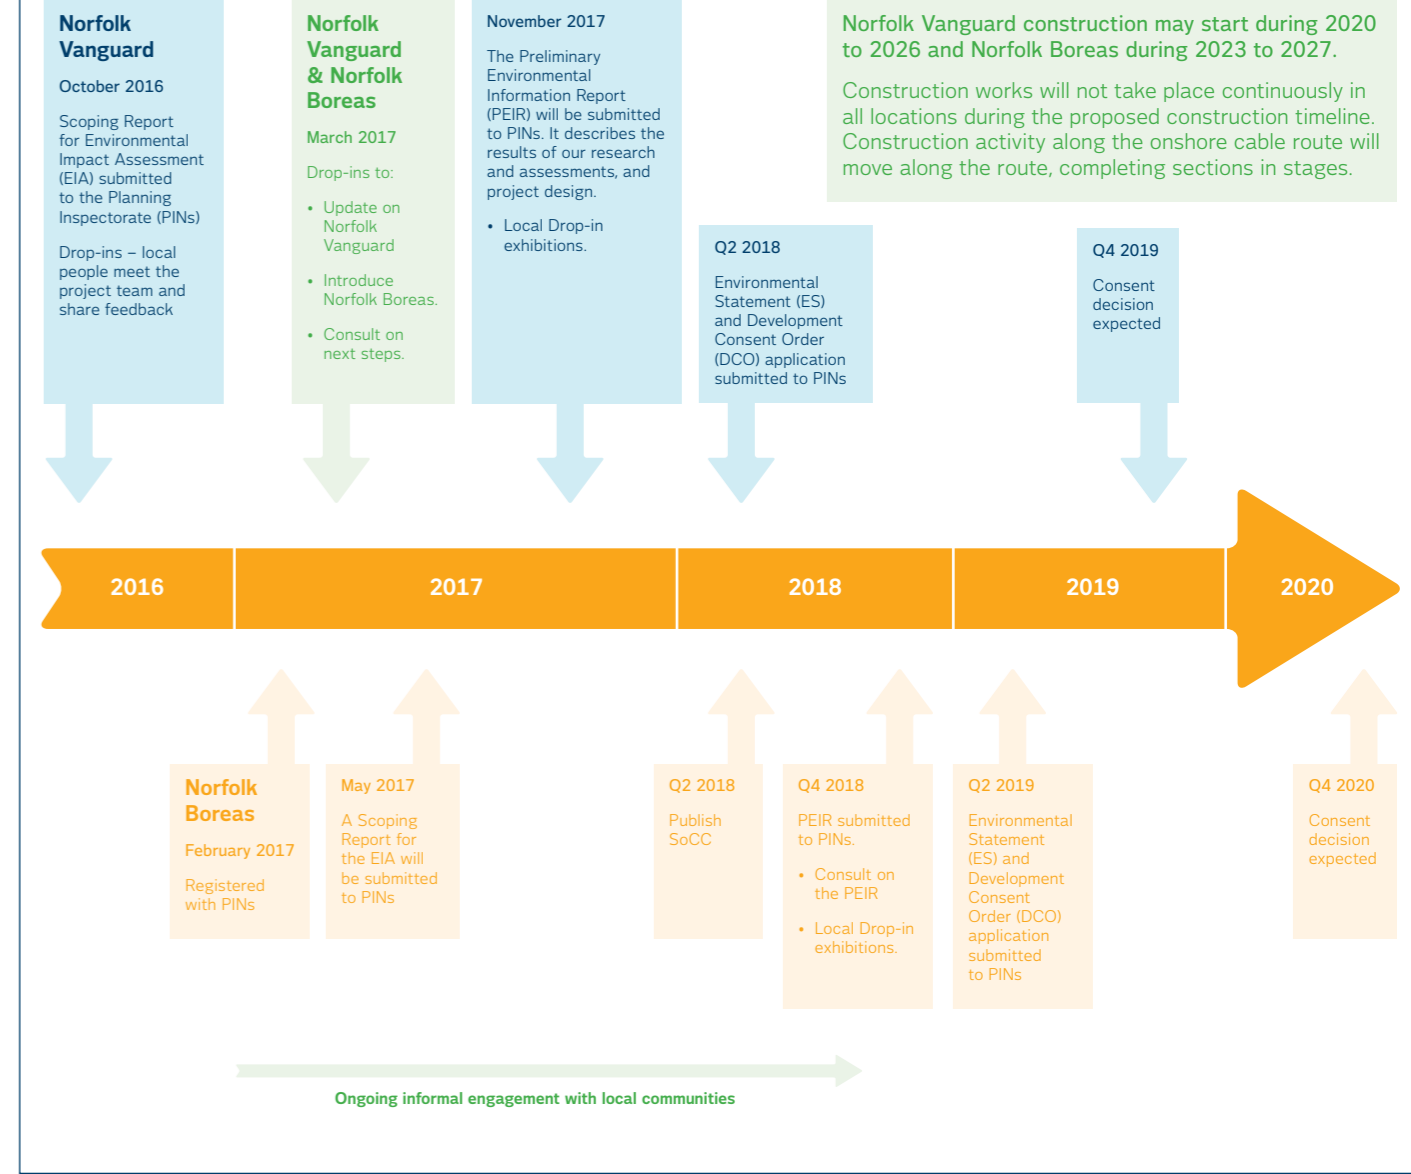 Norfolk
Vanguard
October 2016
Scoping Report
for Environmental
Impact Assessment
(EIA) submitted
to the Planning
Inspectorate (PINs)
Drop-ins – local
people meet the
project team and
share feedback
Norfolk
Vanguard
& Norfolk
Boreas
March 2017
Drop-ins to:
• Update on
Norfolk
Vanguard
• Introduce
Norfolk Boreas.
• Consult on
next steps.
November 2017
The Preliminary
Environmental
Information Report
(PEIR) will be submitted
to PINs. It describes the
results of our research
and assessments, and
project design.
• Local Drop-in
exhibitions.
Norfolk Vanguard construction may start during 2020
to 2026 and Norfolk Boreas during 2023 to 2027.
Construction works will not take place continuously in
all locations during the proposed construction timeline.
Construction activity along the onshore cable route will
move along the route, completing sections in stages.
Q2 2018
Environmental
Statement (ES)
and Development
Consent Order
(DCO) application
submitted to PINs
Q4 2019
Consent
decision
expected
2016
2017
2018
2019
2020
Norfolk
Boreas
February 2017
Registered
with PINs
May 2017
A Scoping
Report for
the EIA will
be submitted
to PINs
Q2 2018
Publish
SoCC
Q4 2018
PEIR submitted
to PINs.
• Consult on
the PEIR
• Local Drop-in
exhibitions.
Q2 2019
Environmental
Statement
(ES) and
Development
Consent
Order (DCO)
application
submitted
to PINs
Q4 2020
Consent
decision
expected
Ongoing informal engagement with local communities